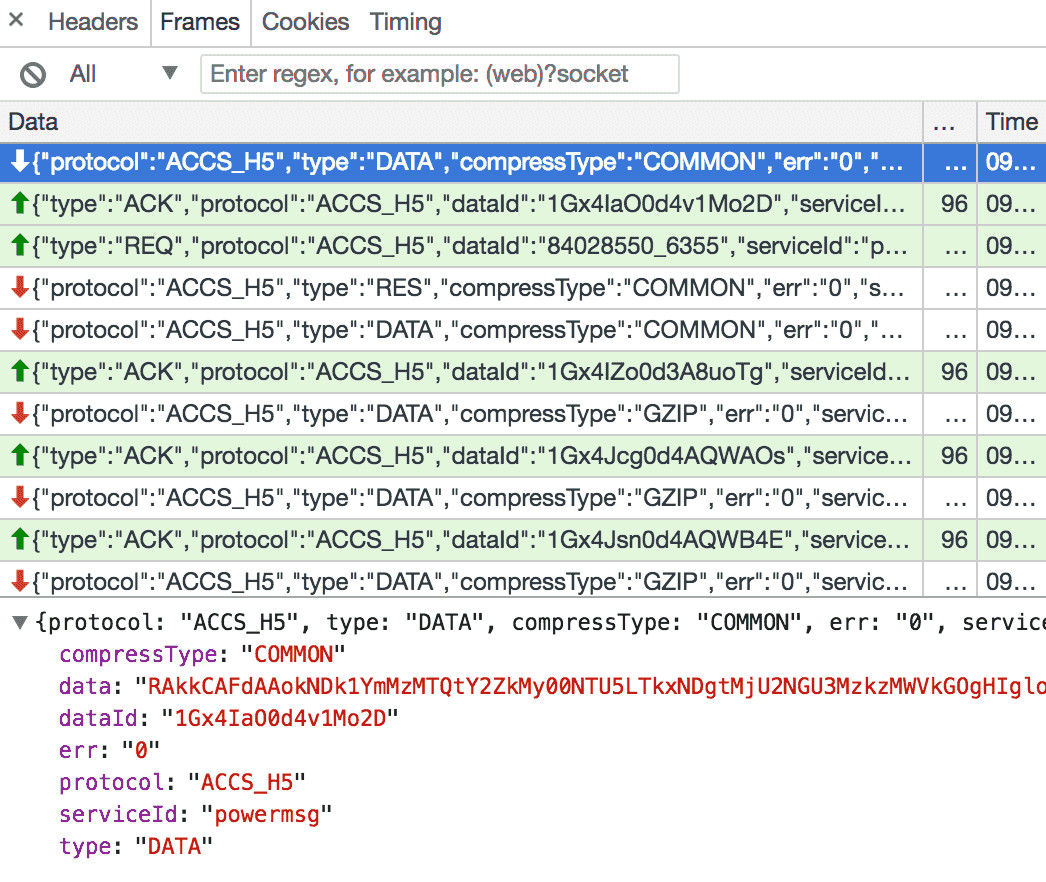 × Headers Frames Cookies Timing
All ▼ Enter regex, for example: (web)?socket
Data ... Time
{"protocol":"ACCS_H5","type":"DATA","compressType":"COMMON","err":"0","... ... 09...
{"type":"ACK","protocol":"ACCS_H5","dataId":"1Gx4IaO0d4v1Mo2D","serviceI... 96 09...
{"type":"REQ","protocol":"ACCS_H5","dataId":"84028550_6355","serviceId":"p... ... 09...
{"protocol":"ACCS_H5","type":"RES","compressType":"COMMON","err":"0","s... ... 09...
{"protocol":"ACCS_H5","type":"DATA","compressType":"COMMON","err":"0","... ... 09...
{"type":"ACK","protocol":"ACCS_H5","dataId":"1Gx4IZo0d3A8uoTg","serviceId... 96 09...
{"protocol":"ACCS_H5","type":"DATA","compressType":"GZIP","err":"0","servic... ... 09...
{"type":"ACK","protocol":"ACCS_H5","dataId":"1Gx4Jcg0d4AQWAOs","service... 96 09...
{"protocol":"ACCS_H5","type":"DATA","compressType":"GZIP","err":"0","servic... ... 09...
{"type":"ACK","protocol":"ACCS_H5","dataId":"1Gx4Jsn0d4AQWB4E","service... 96 09...
{"protocol":"ACCS_H5","type":"DATA","compressType":"GZIP","err":"0","servic... ... 09...
▼{protocol: "ACCS_H5", type: "DATA", compressType: "COMMON", err: "0", service
compressType: "COMMON"
data: "RAkkCAFdAAokNDk1YmMzMTQtY2ZkMy00NTU5LTkxNDgtMjU2NGU3MzkzMWVkGOgHIglo
dataId: "1Gx4IaO0d4v1Mo2D"
err: "0"
protocol: "ACCS_H5"
serviceId: "powermsg"
type: "DATA"